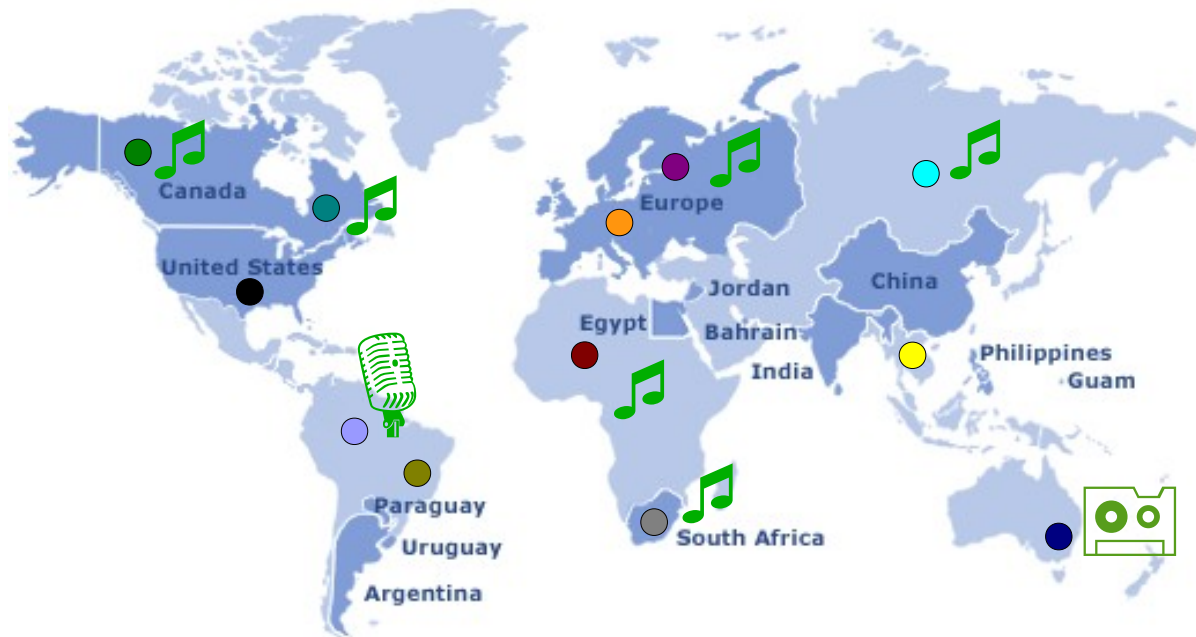 Canada
Europe
United States
China
Jordan
Egypt
Bahrain
India
Philippines
Guam
Paraguay
South Africa
Uruguay
Argentina